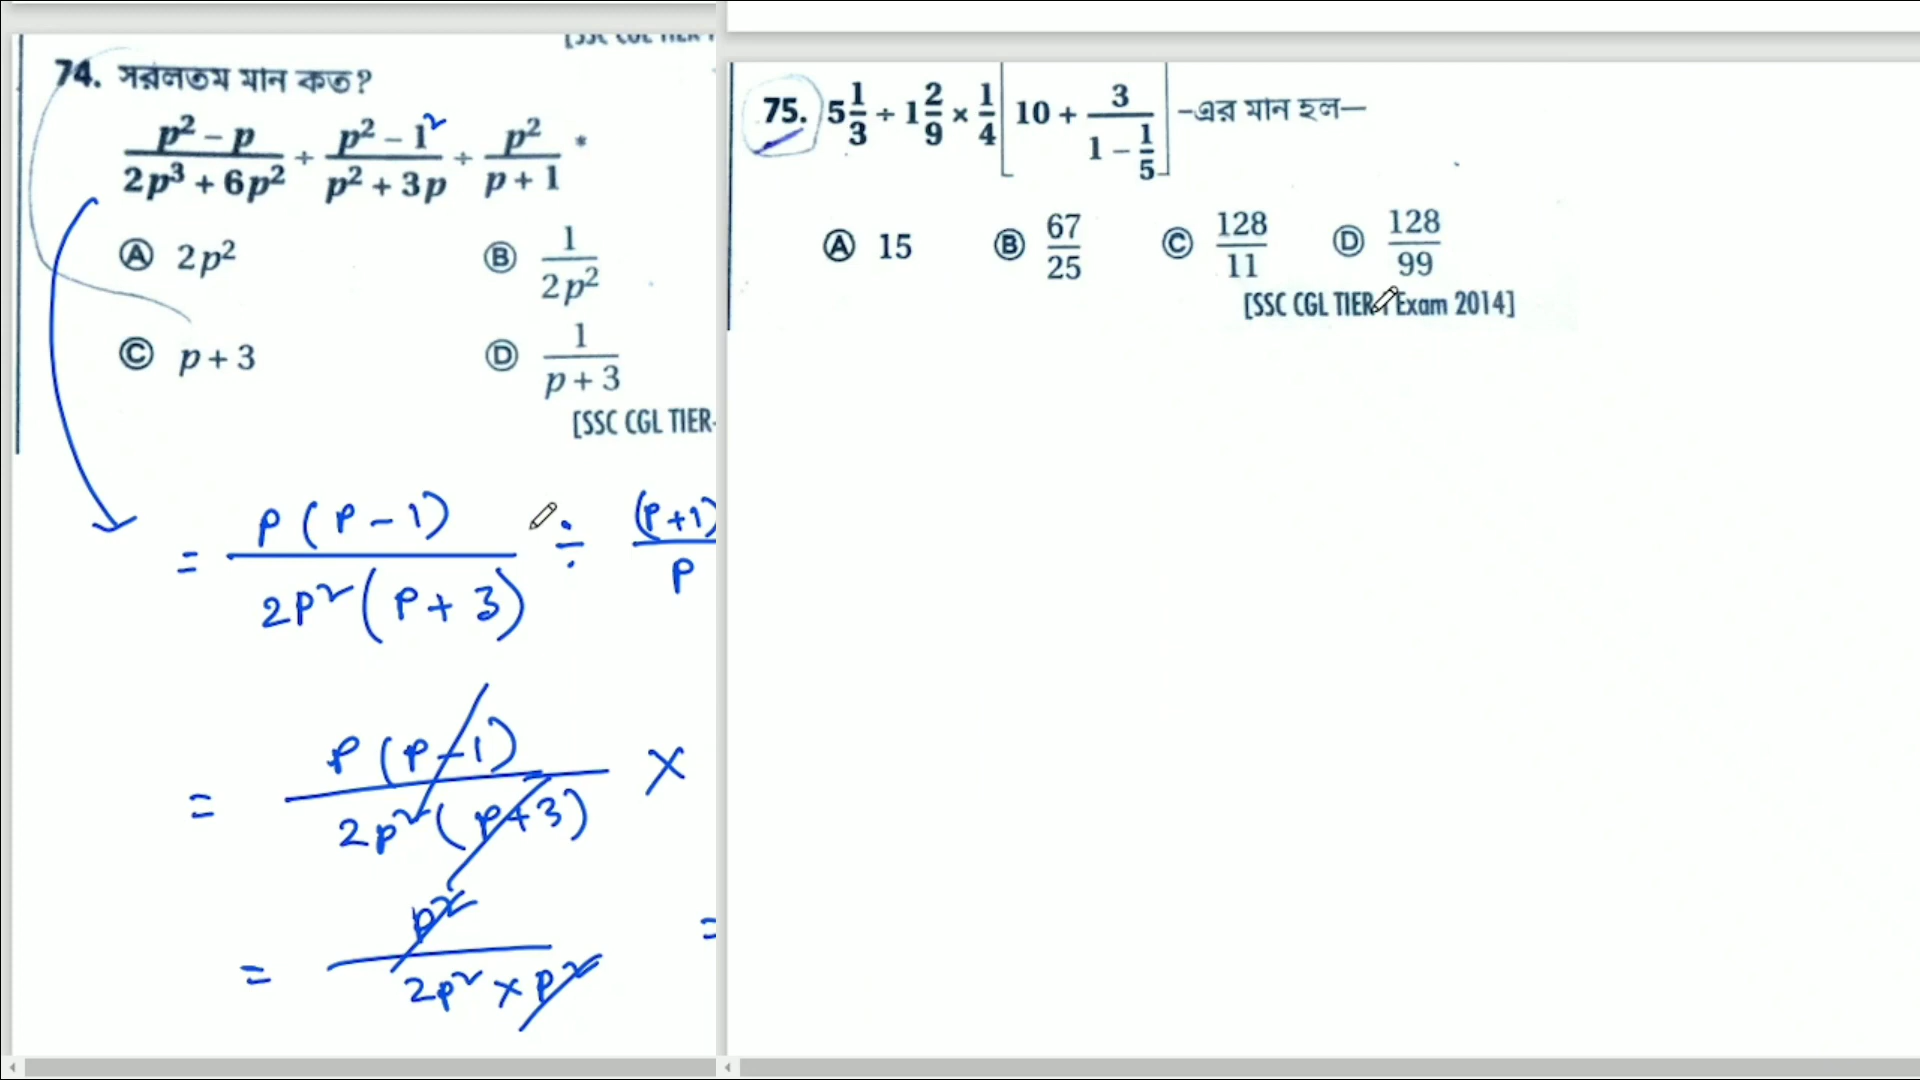 74. সরলতম মান কত?
p² − p / 2p³ + 6p² ÷ p² − 1² / p² + 3p ÷ p² / p + 1
Ⓐ 2p² Ⓑ 1 / 2p²
Ⓒ p + 3 Ⓓ 1 / p + 3
[SSC CGL TIER-
= P(P-1) / 2P²(P+3) ÷ (P+1) / P
= P(P-1) / 2P²(P+3) ×
= P² / 2P² × P² =
75. 5 1/3 ÷ 1 2/9 × 1/4 [10 + 3 / 1 − 1/5] -এর মান হল—
Ⓐ 15 Ⓑ 67/25 Ⓒ 128/11 Ⓓ 128/99
[SSC CGL TIER-I Exam 2014]